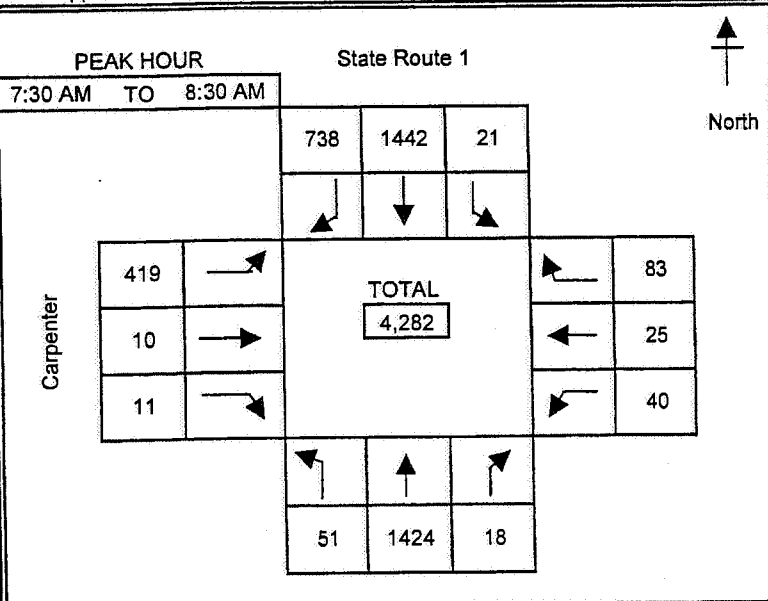 State Route 1
PEAK HOUR
7:30 AM TO 8:30 AM
North
738 1442 21
419 83
TOTAL
4,282
10 25
Carpenter
11 40
51 1424 18